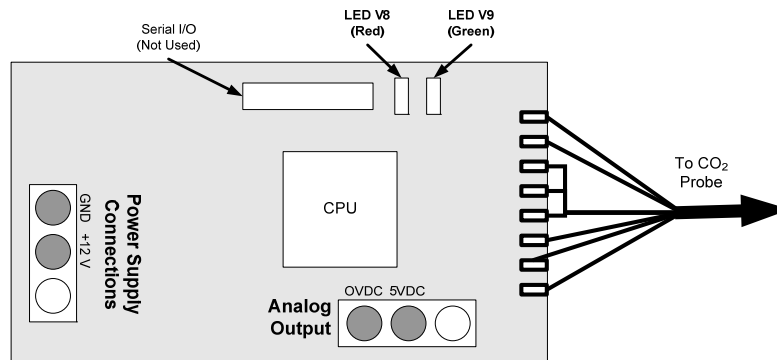 Serial I/O
(Not Used)
LED V8
(Red)
LED V9
(Green)
To CO₂
Probe
CPU
GND +12 V
Power Supply
Connections
Analog
Output
OVDC 5VDC